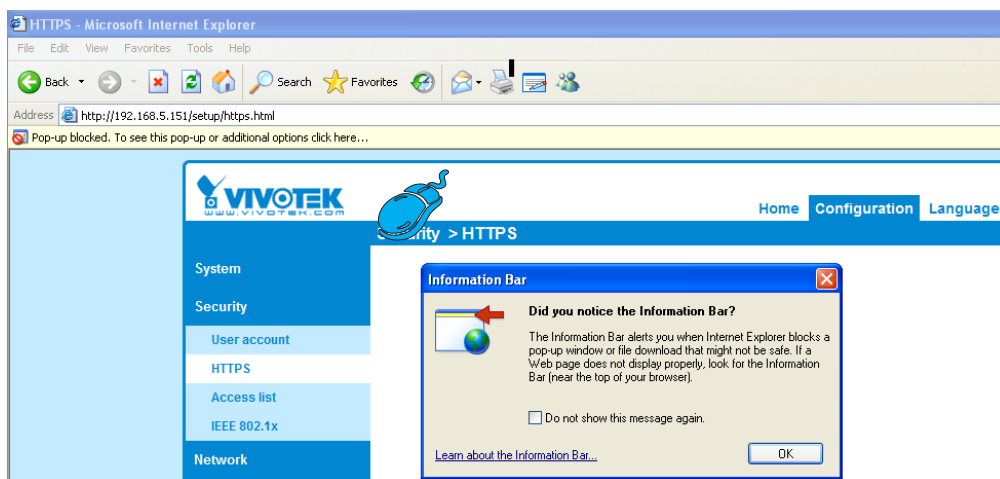 HTTPS - Microsoft Internet Explorer
File Edit View Favorites Tools Help
Back Search Favorites
Address http://192.168.5.151/setup/https.html
Pop-up blocked. To see this pop-up or additional options click here...
VIVOTEK
www.vivotek.com
Home Configuration Language
>HTTPS
System
Security
User account
HTTPS
Access list
IEEE 802.1x
Network
Information Bar
Did you notice the Information Bar?
The Information Bar alerts you when Internet Explorer blocks a
pop-up window or file download that might not be safe. If a
Web page does not display properly, look for the Information
Bar (near the top of your browser).
Do not show this message again.
Learn about the Information Bar...
OK